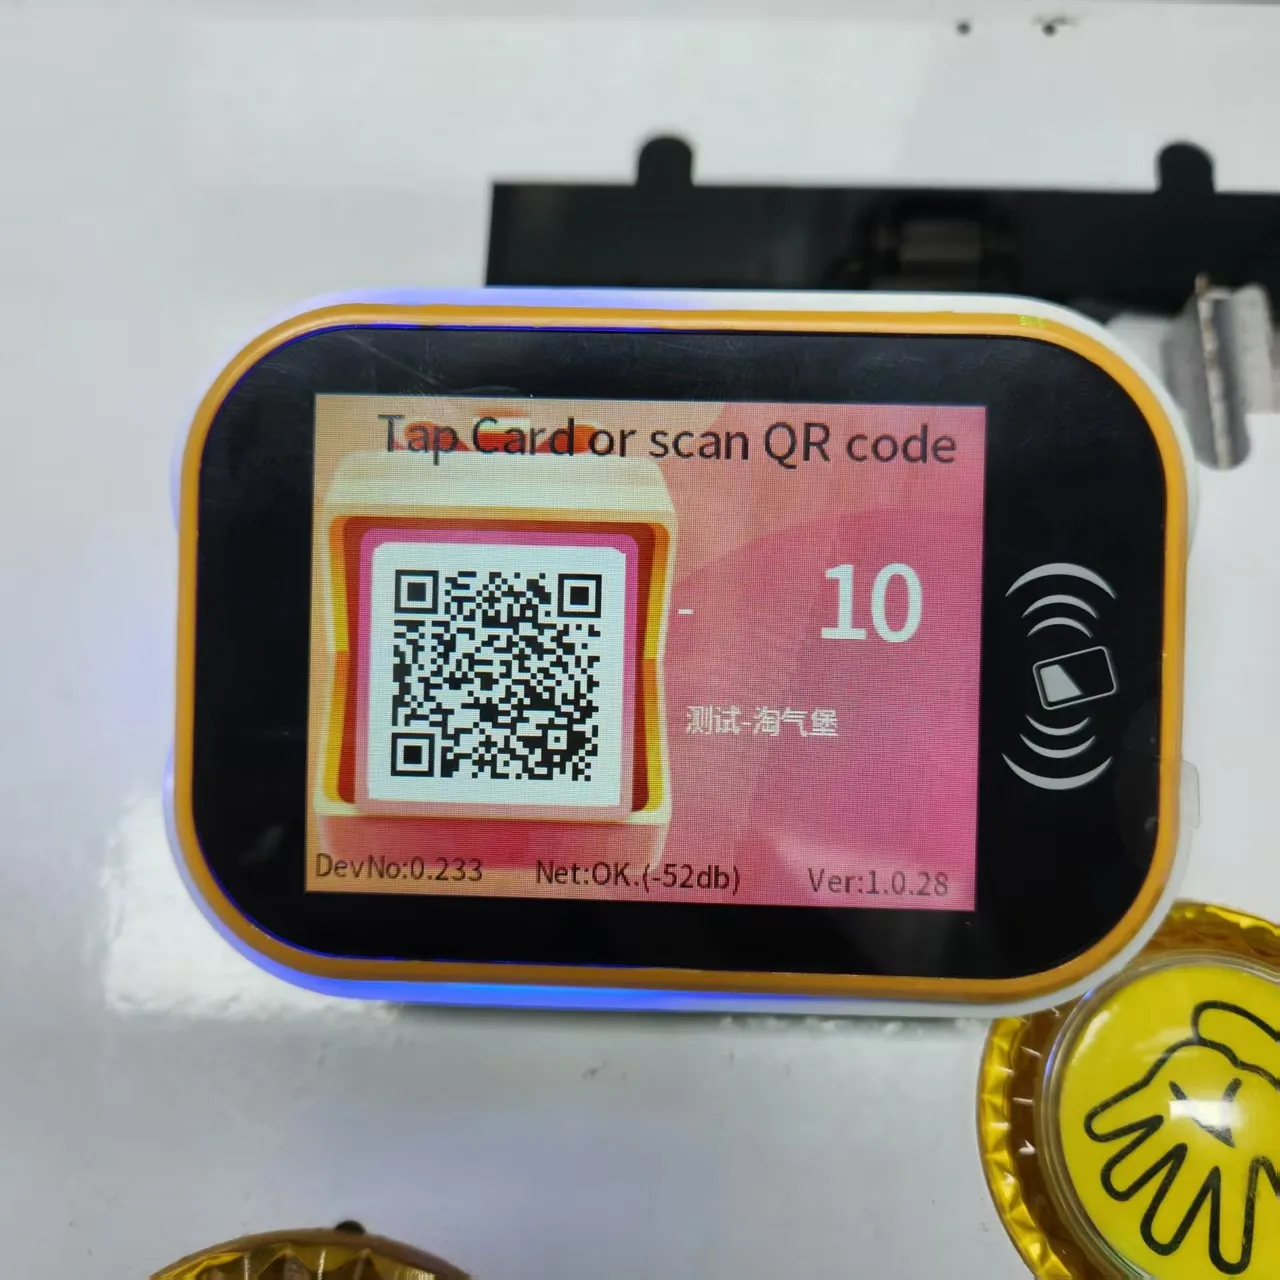 Tap Card or scan QR code
- 10
测试-淘气堡
DevNo:0.233 Net:OK.(-52db) Ver:1.0.28